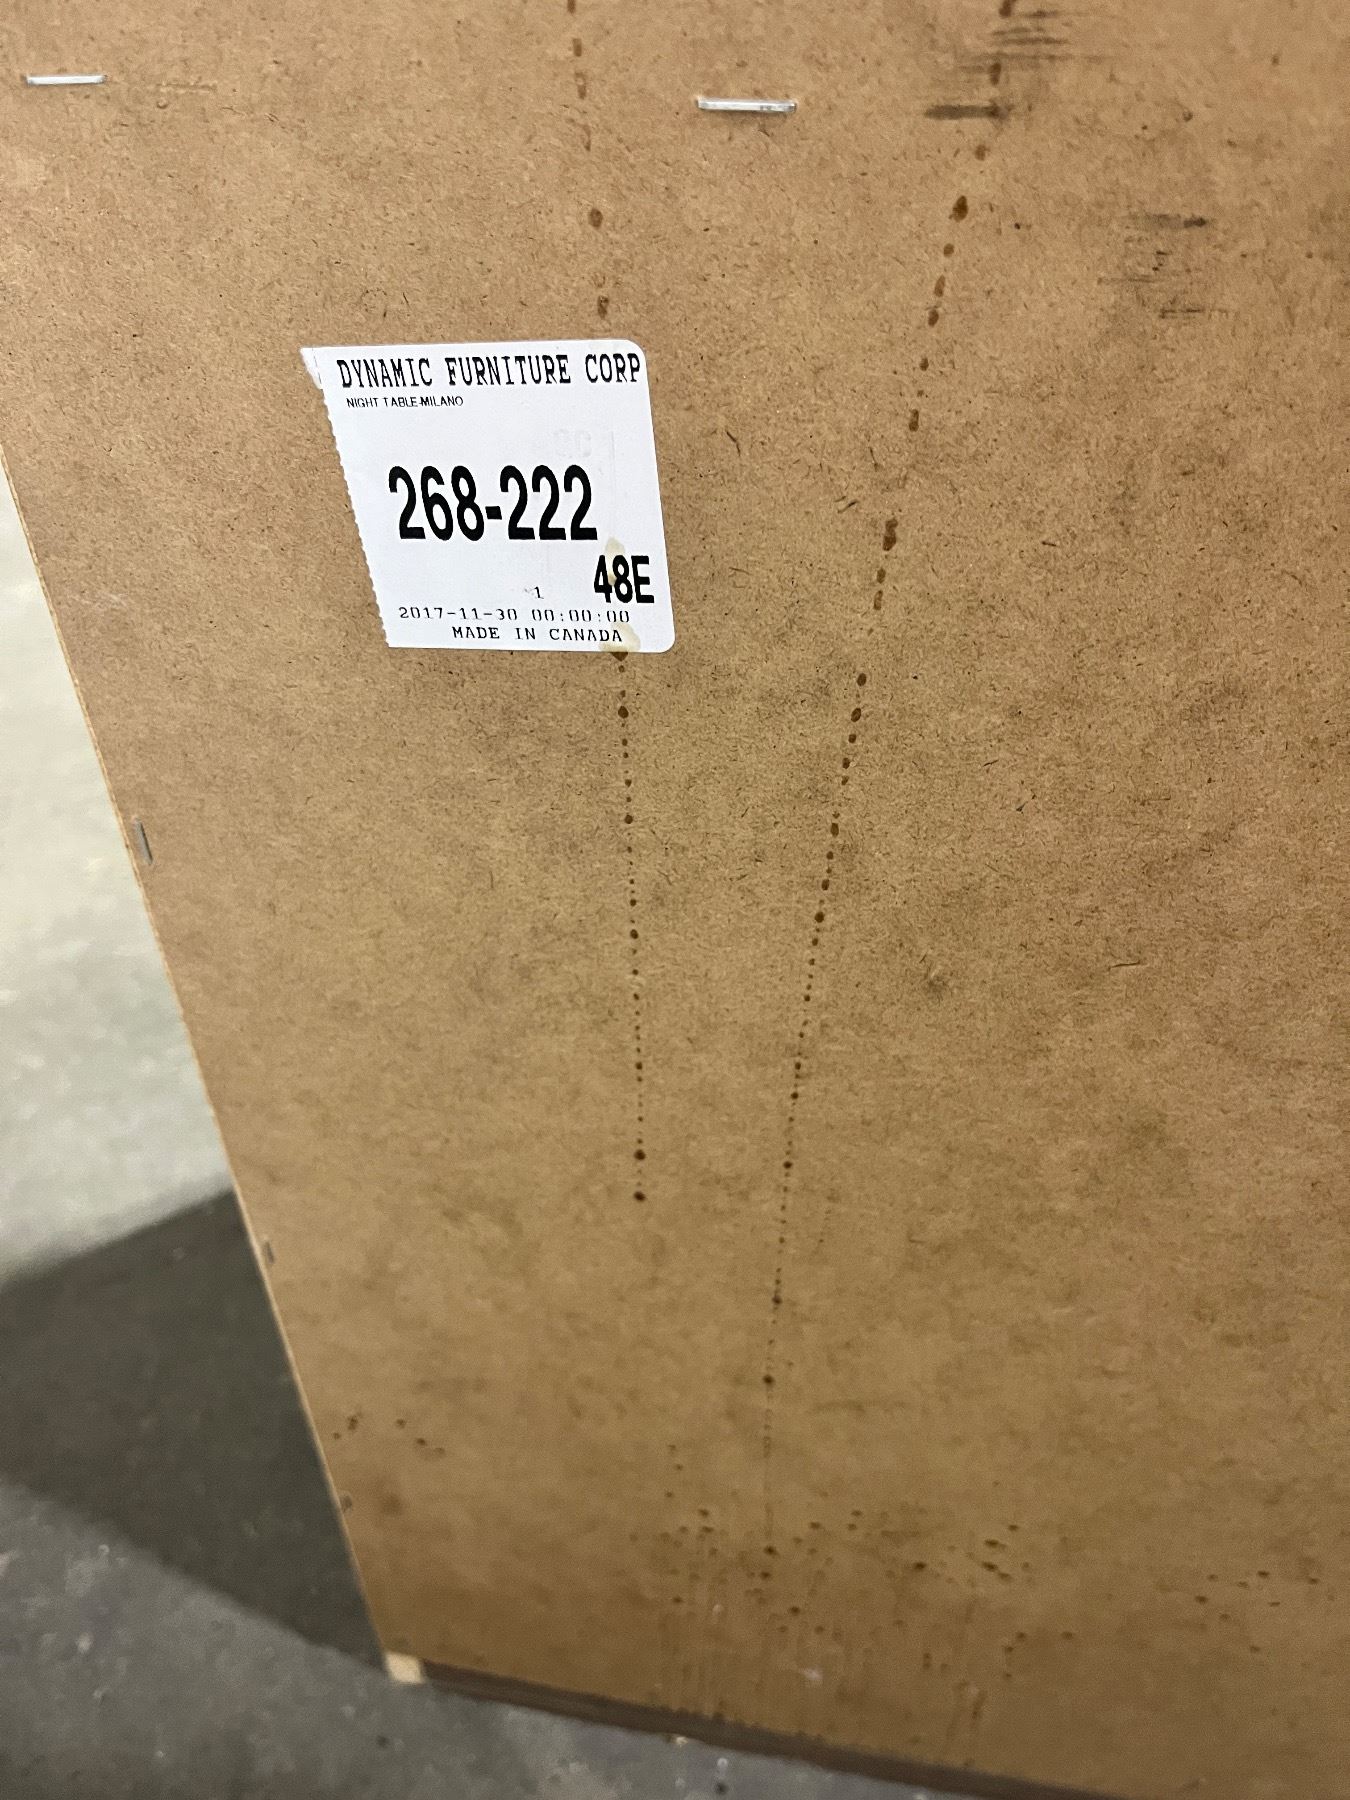 DYNAMIC FURNITURE CORP
NIGHT TABLE-MILANO
268-222
48E
1
2017-11-30 00:00:00
MADE IN CANADA